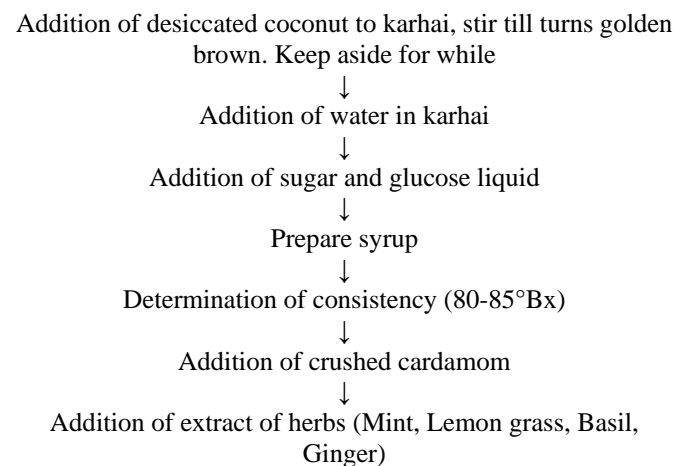 Addition of desiccated coconut to karhai, stir till turns golden
brown. Keep aside for while
↓
Addition of water in karhai
↓
Addition of sugar and glucose liquid
↓
Prepare syrup
↓
Determination of consistency (80-85°Bx)
↓
Addition of crushed cardamom
↓
Addition of extract of herbs (Mint, Lemon grass, Basil,
Ginger)